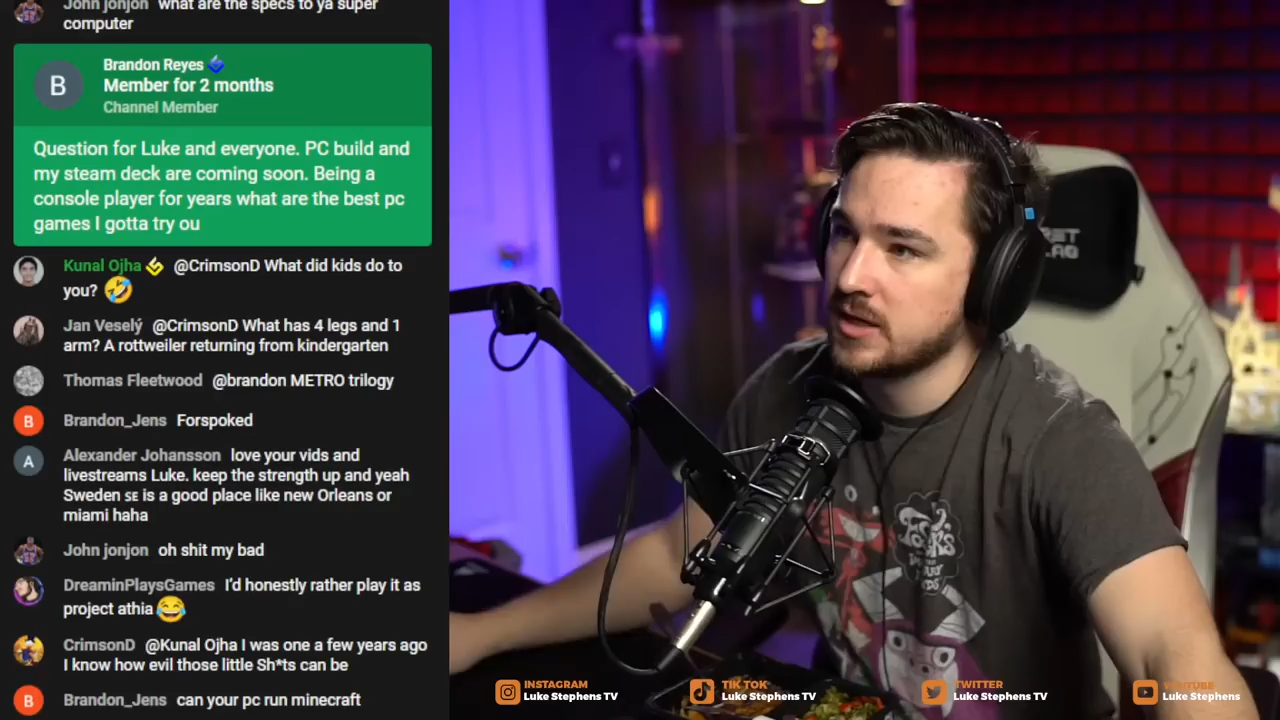 John jonjon what are the specs to ya super
computer
B
Brandon Reyes
Member for 2 months
Channel Member
Question for Luke and everyone. PC build and
my steam deck are coming soon. Being a
console player for years what are the best pc
games I gotta try ou
Kunal Ojha @CrimsonD What did kids do to
you? 🤣
Jan Veselý @CrimsonD What has 4 legs and 1
arm? A rottweiler returning from kindergarten
Thomas Fleetwood @brandon METRO trilogy
B Brandon_Jens Forspoked
A Alexander Johansson love your vids and
livestreams Luke. keep the strength up and yeah
Sweden SE is a good place like new Orleans or
miami haha
John jonjon oh shit my bad
DreaminPlaysGames I'd honestly rather play it as
project athia 😂
CrimsonD @Kunal Ojha I was one a few years ago
I know how evil those little Sh*ts can be
B Brandon_Jens can your pc run minecraft
INSTAGRAM
Luke Stephens TV
TIK TOK
Luke Stephens TV
TWITTER
Luke Stephens TV
YOUTUBE
Luke Stephens